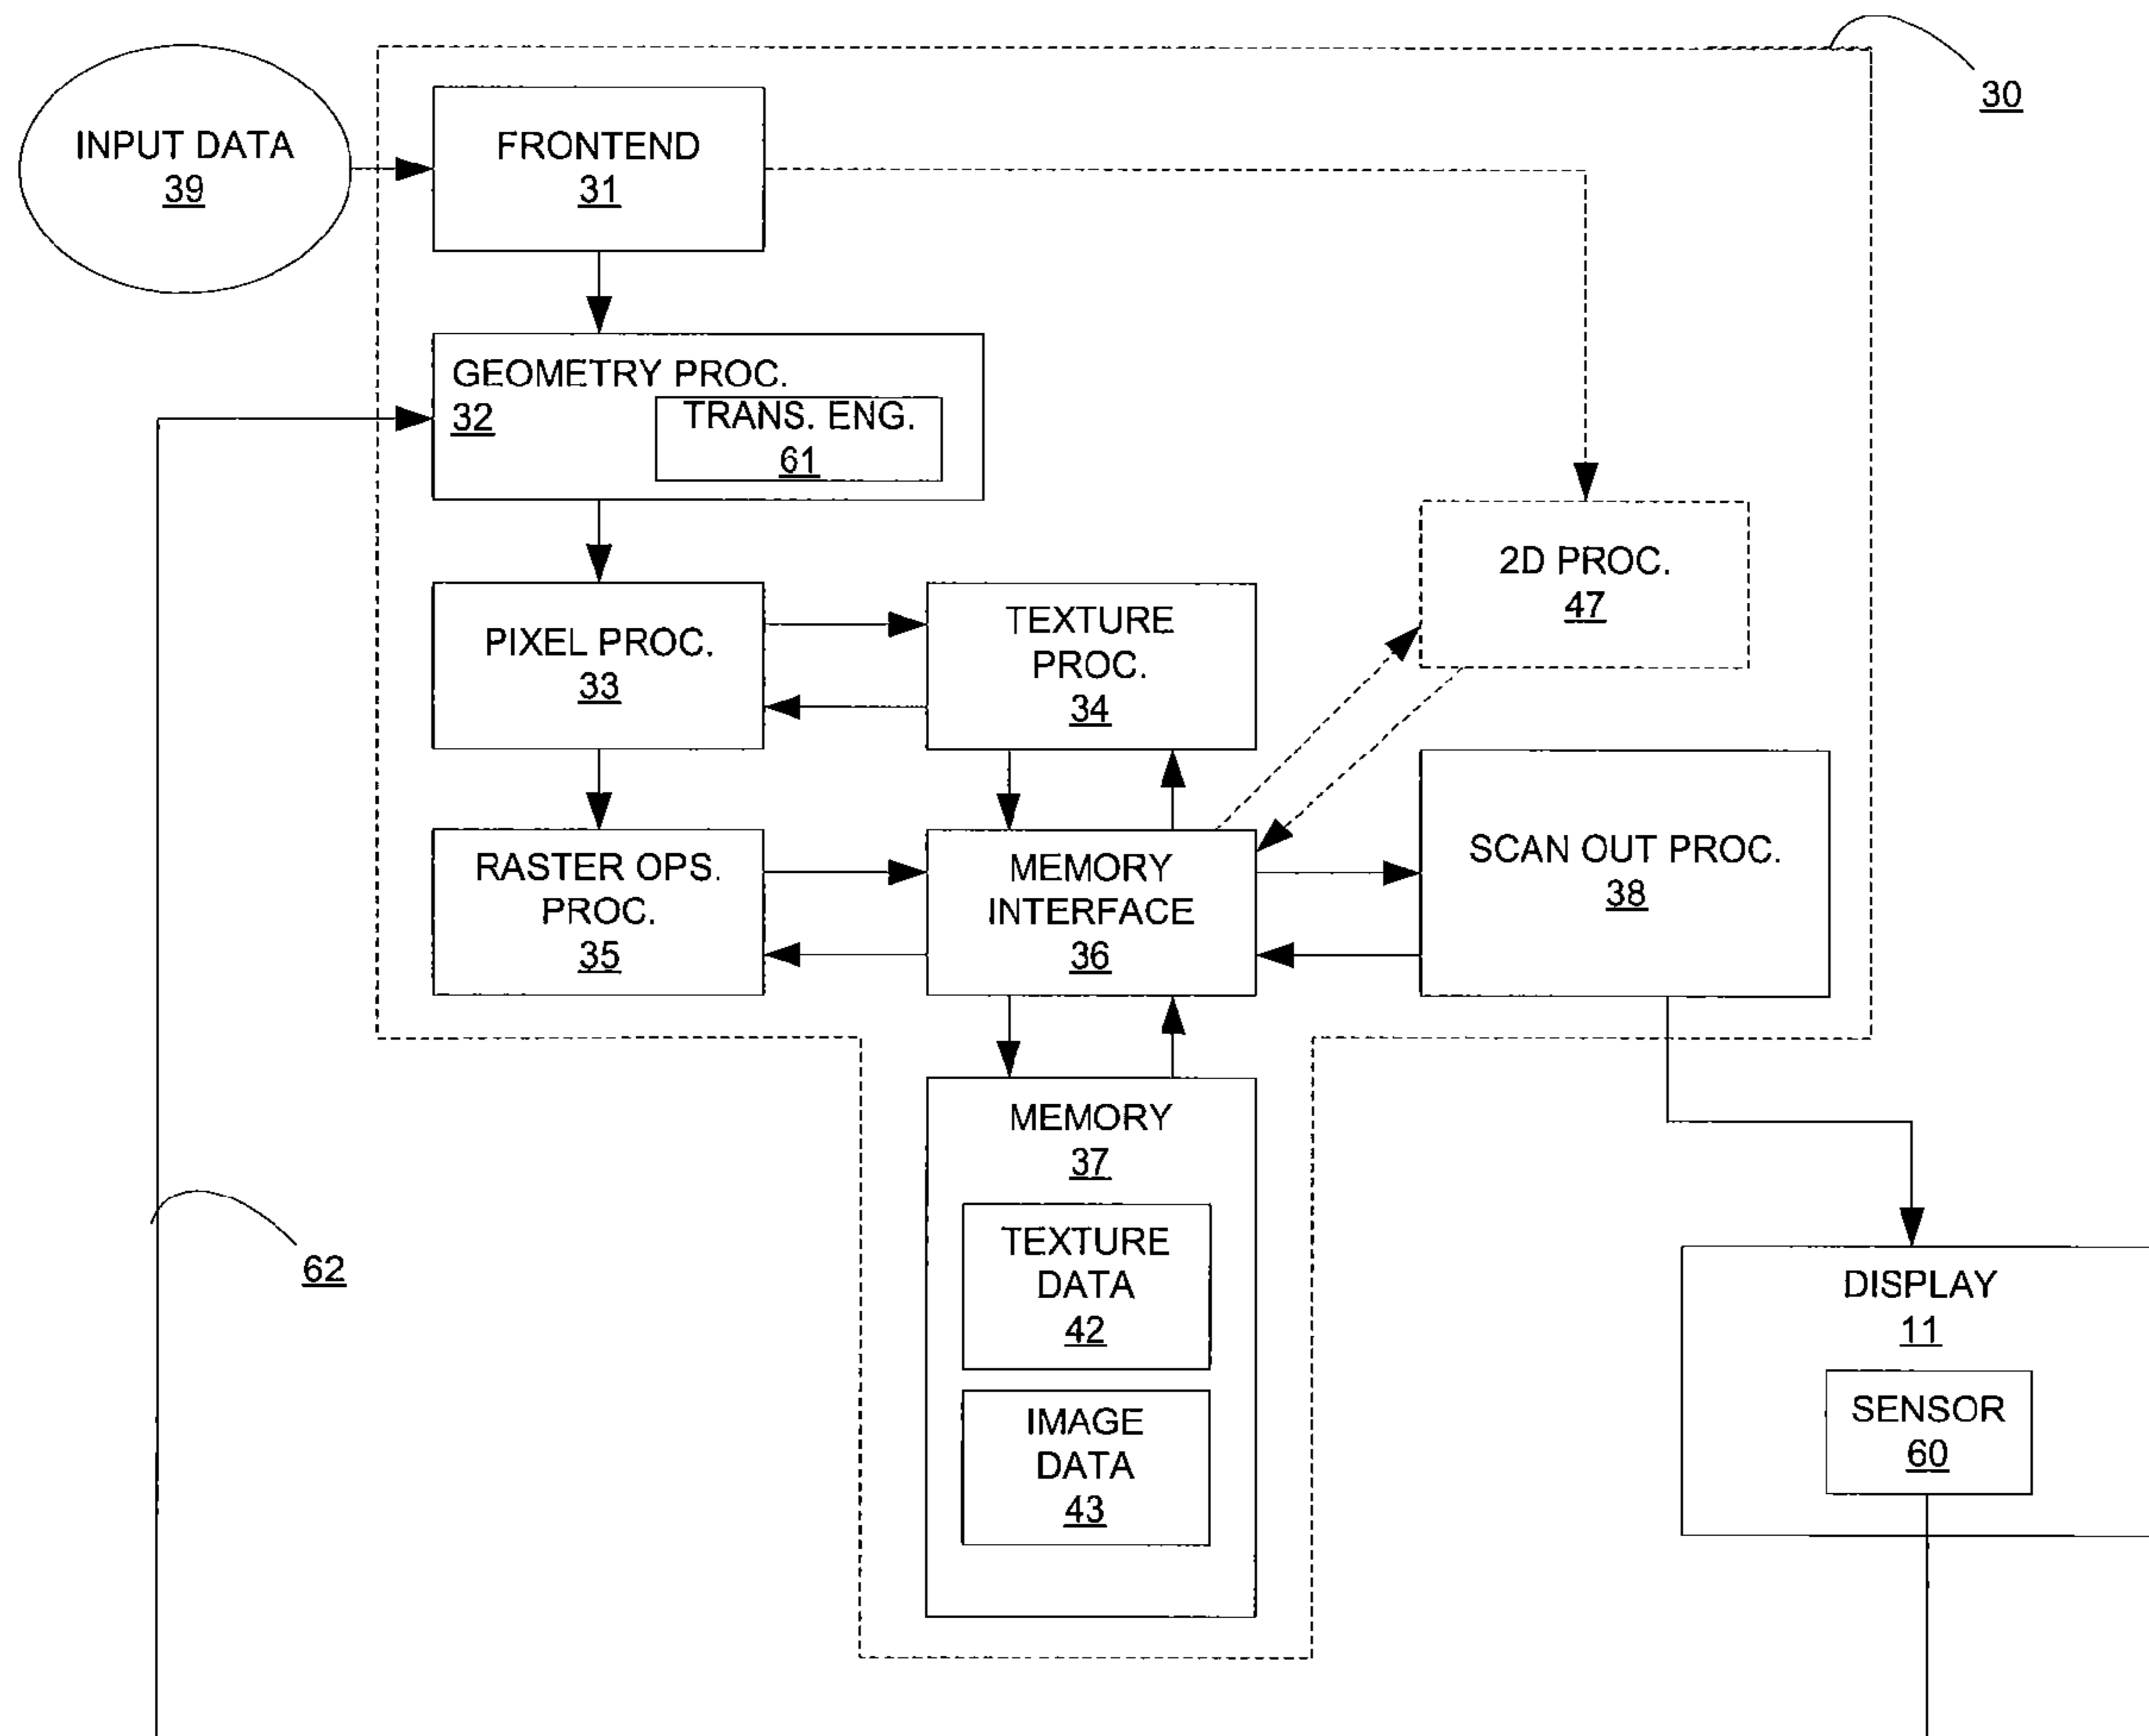 30
INPUT DATA
39
FRONTEND
31
GEOMETRY PROC.
32
TRANS. ENG.
61
2D PROC.
47
PIXEL PROC.
33
TEXTURE
PROC.
34
RASTER OPS.
PROC.
35
MEMORY
INTERFACE
36
SCAN OUT PROC.
38
MEMORY
37
TEXTURE
DATA
42
IMAGE
DATA
43
62
DISPLAY
11
SENSOR
60